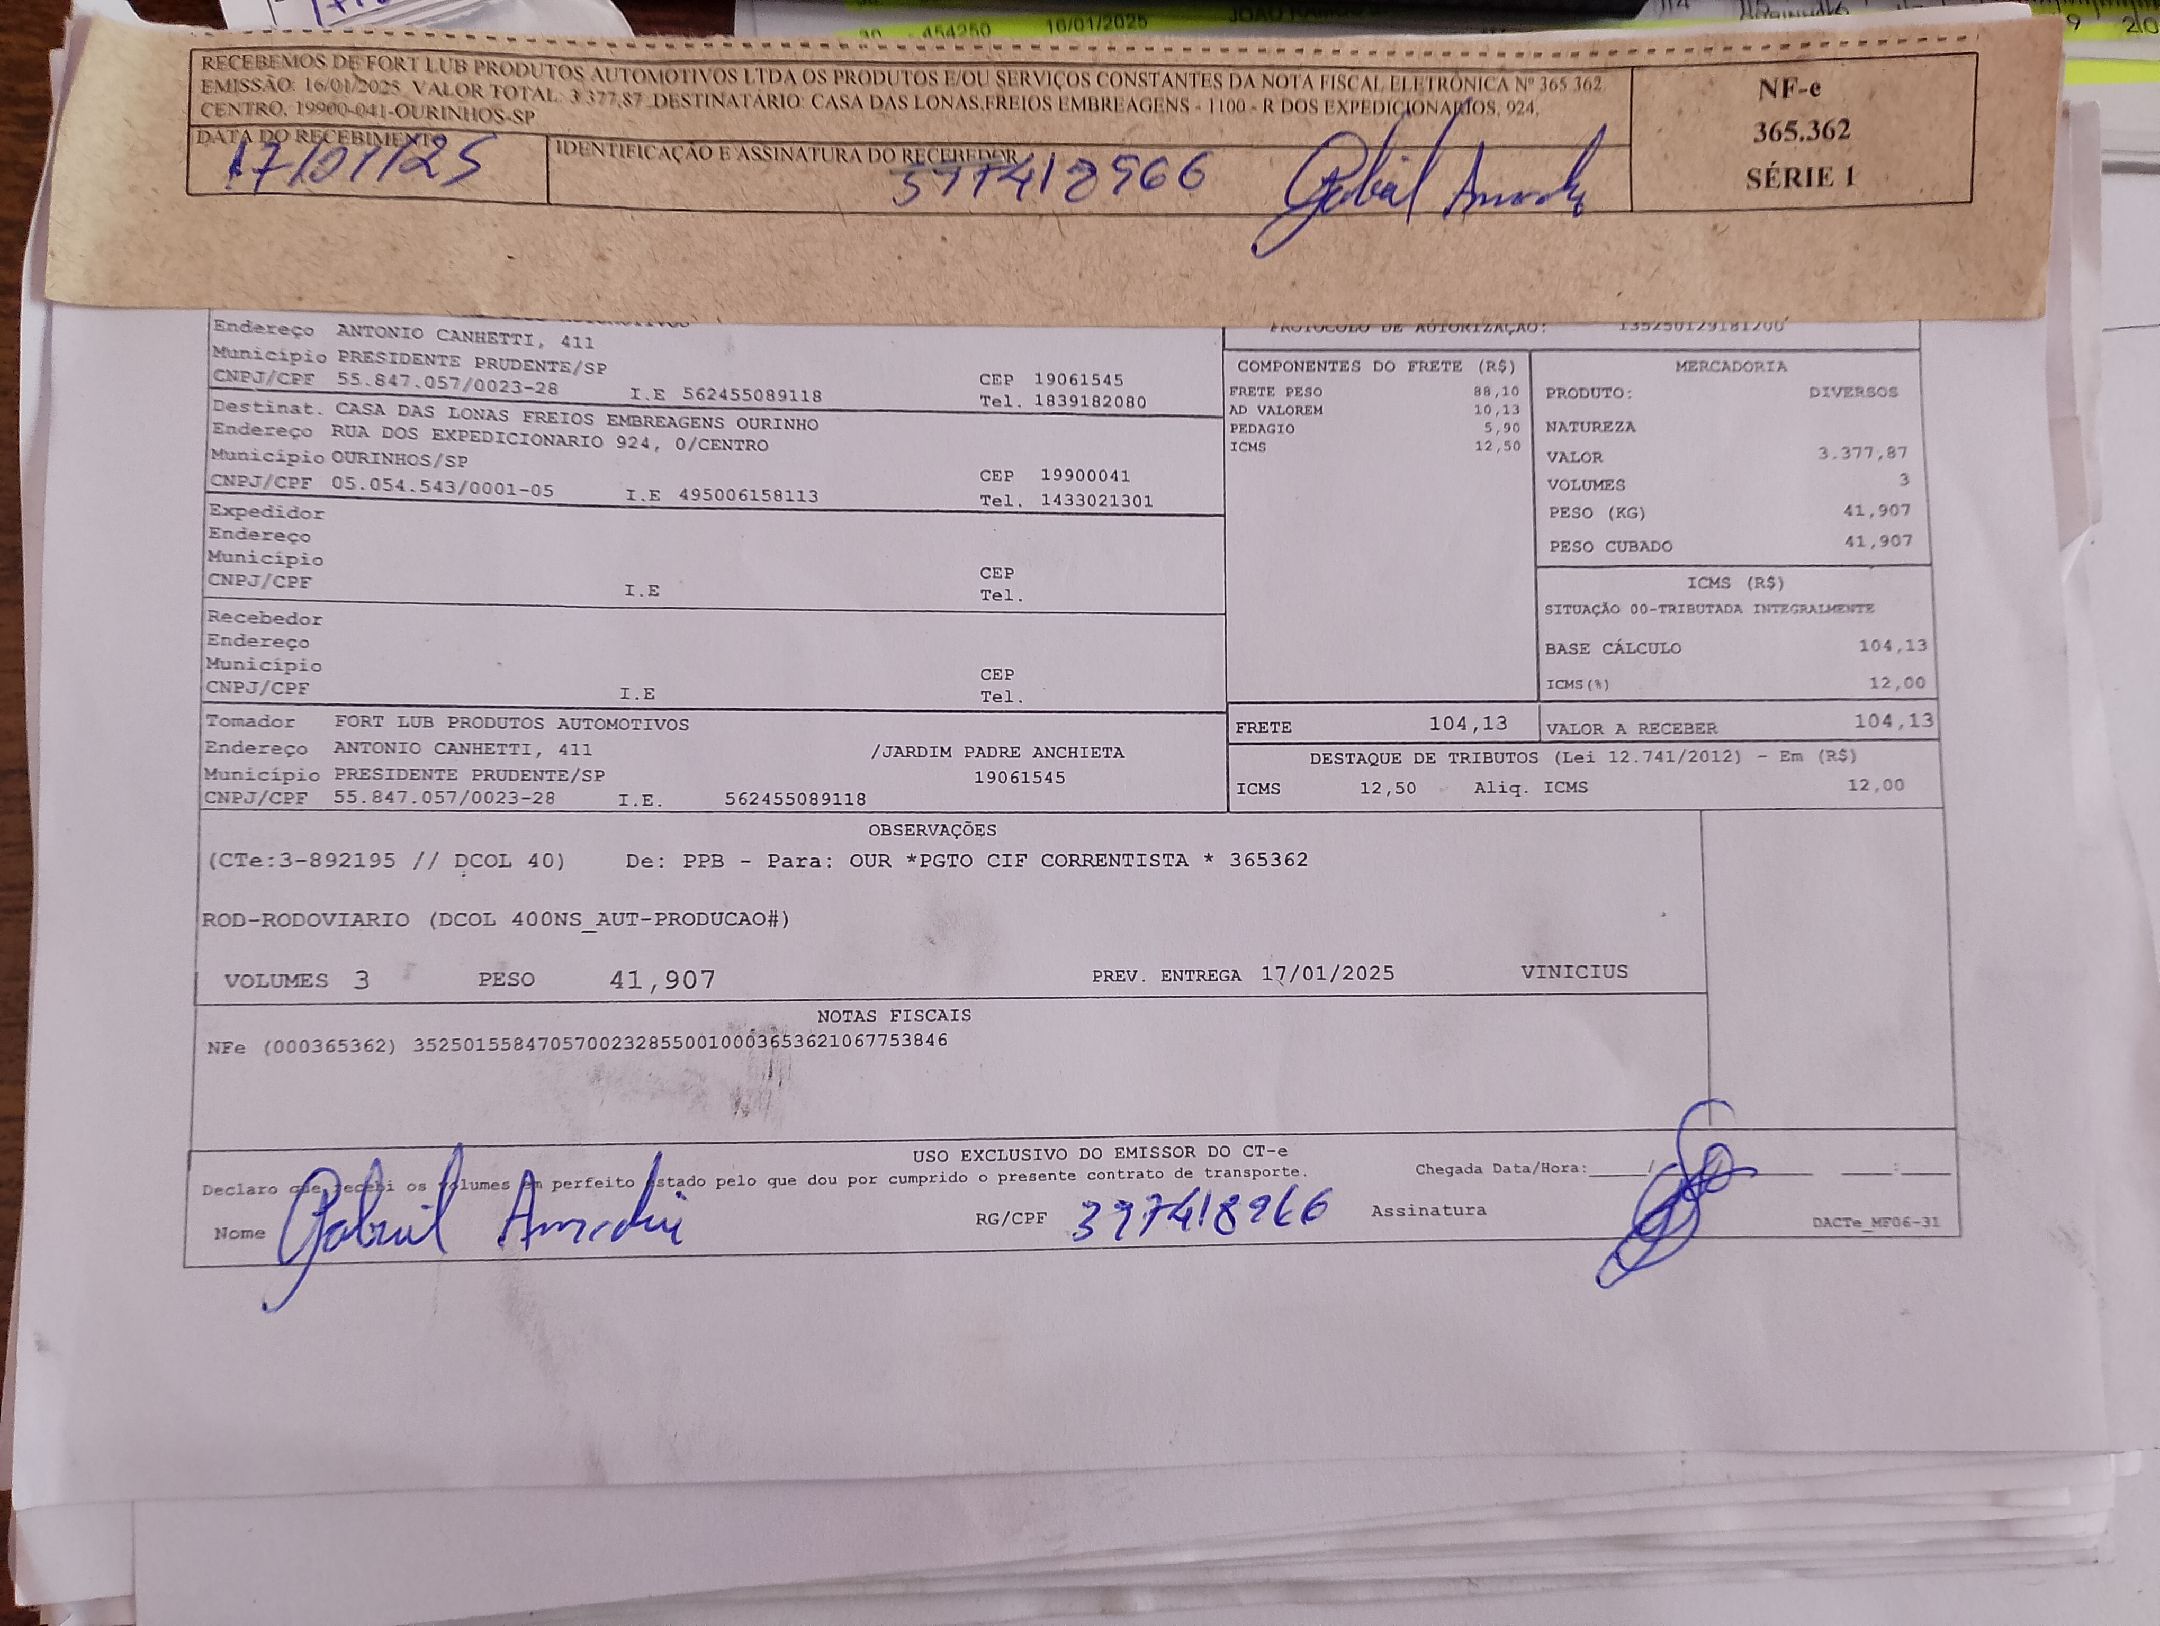 454250 16/01/2025
RECEBEMOS DE FORT LUB PRODUTOS AUTOMOTIVOS LTDA OS PRODUTOS E/OU SERVIÇOS CONSTANTES DA NOTA FISCAL ELETRÔNICA Nº 365.362.
EMISSÃO: 16/01/2025 VALOR TOTAL: 3.377,87 DESTINATÁRIO: CASA DAS LONAS,FREIOS EMBREAGENS - 1100 - R DOS EXPEDICIONARIOS, 924,
CENTRO, 19900-041-OURINHOS-SP
NF-e
365.362
SÉRIE 1
DATA DO RECEBIMENTO
17/01/25
IDENTIFICAÇÃO E ASSINATURA DO RECEBEDOR
397418966 Gabriel
PROTOCOLO DE AUTORIZAÇÃO: 135250129181200
Endereço ANTONIO CANHETTI, 411
Município PRESIDENTE PRUDENTE/SP
CNPJ/CPF 55.847.057/0023-28 I.E 562455089118
CEP 19061545
Tel. 1839182080
Destinat. CASA DAS LONAS FREIOS EMBREAGENS OURINHO
Endereço RUA DOS EXPEDICIONARIO 924, 0/CENTRO
Município OURINHOS/SP
CNPJ/CPF 05.054.543/0001-05 I.E 495006158113
CEP 19900041
Tel. 1433021301
Expedidor
Endereço
Município
CNPJ/CPF I.E
CEP
Tel.
Recebedor
Endereço
Município
CNPJ/CPF I.E
CEP
Tel.
Tomador FORT LUB PRODUTOS AUTOMOTIVOS
Endereço ANTONIO CANHETTI, 411 /JARDIM PADRE ANCHIETA
Município PRESIDENTE PRUDENTE/SP 19061545
CNPJ/CPF 55.847.057/0023-28 I.E. 562455089118
COMPONENTES DO FRETE (R$)
FRETE PESO 88,10
AD VALOREM 10,13
PEDAGIO 5,90
ICMS 12,50
MERCADORIA
PRODUTO: DIVERSOS
NATUREZA
VALOR 3.377,87
VOLUMES 3
PESO (KG) 41,907
PESO CUBADO 41,907
ICMS (R$)
SITUAÇÃO 00-TRIBUTADA INTEGRALMENTE
BASE CÁLCULO 104,13
ICMS(%) 12,00
FRETE 104,13 VALOR A RECEBER 104,13
DESTAQUE DE TRIBUTOS (Lei 12.741/2012) - Em (R$)
ICMS 12,50 Aliq. ICMS 12,00
OBSERVAÇÕES
(CTe:3-892195 // DCOL 40) De: PPB - Para: OUR *PGTO CIF CORRENTISTA * 365362
ROD-RODOVIARIO (DCOL 400NS_AUT-PRODUCAO#)
VOLUMES 3 PESO 41,907 PREV. ENTREGA 17/01/2025 VINICIUS
NOTAS FISCAIS
NFe (000365362) 35250155847057002328550010003653621067753846
USO EXCLUSIVO DO EMISSOR DO CT-e
Declaro que recebi os volumes em perfeito estado pelo que dou por cumprido o presente contrato de transporte. Chegada Data/Hora:
Nome Gabriel RG/CPF 397418966 Assinatura
DACTe_MF06-31